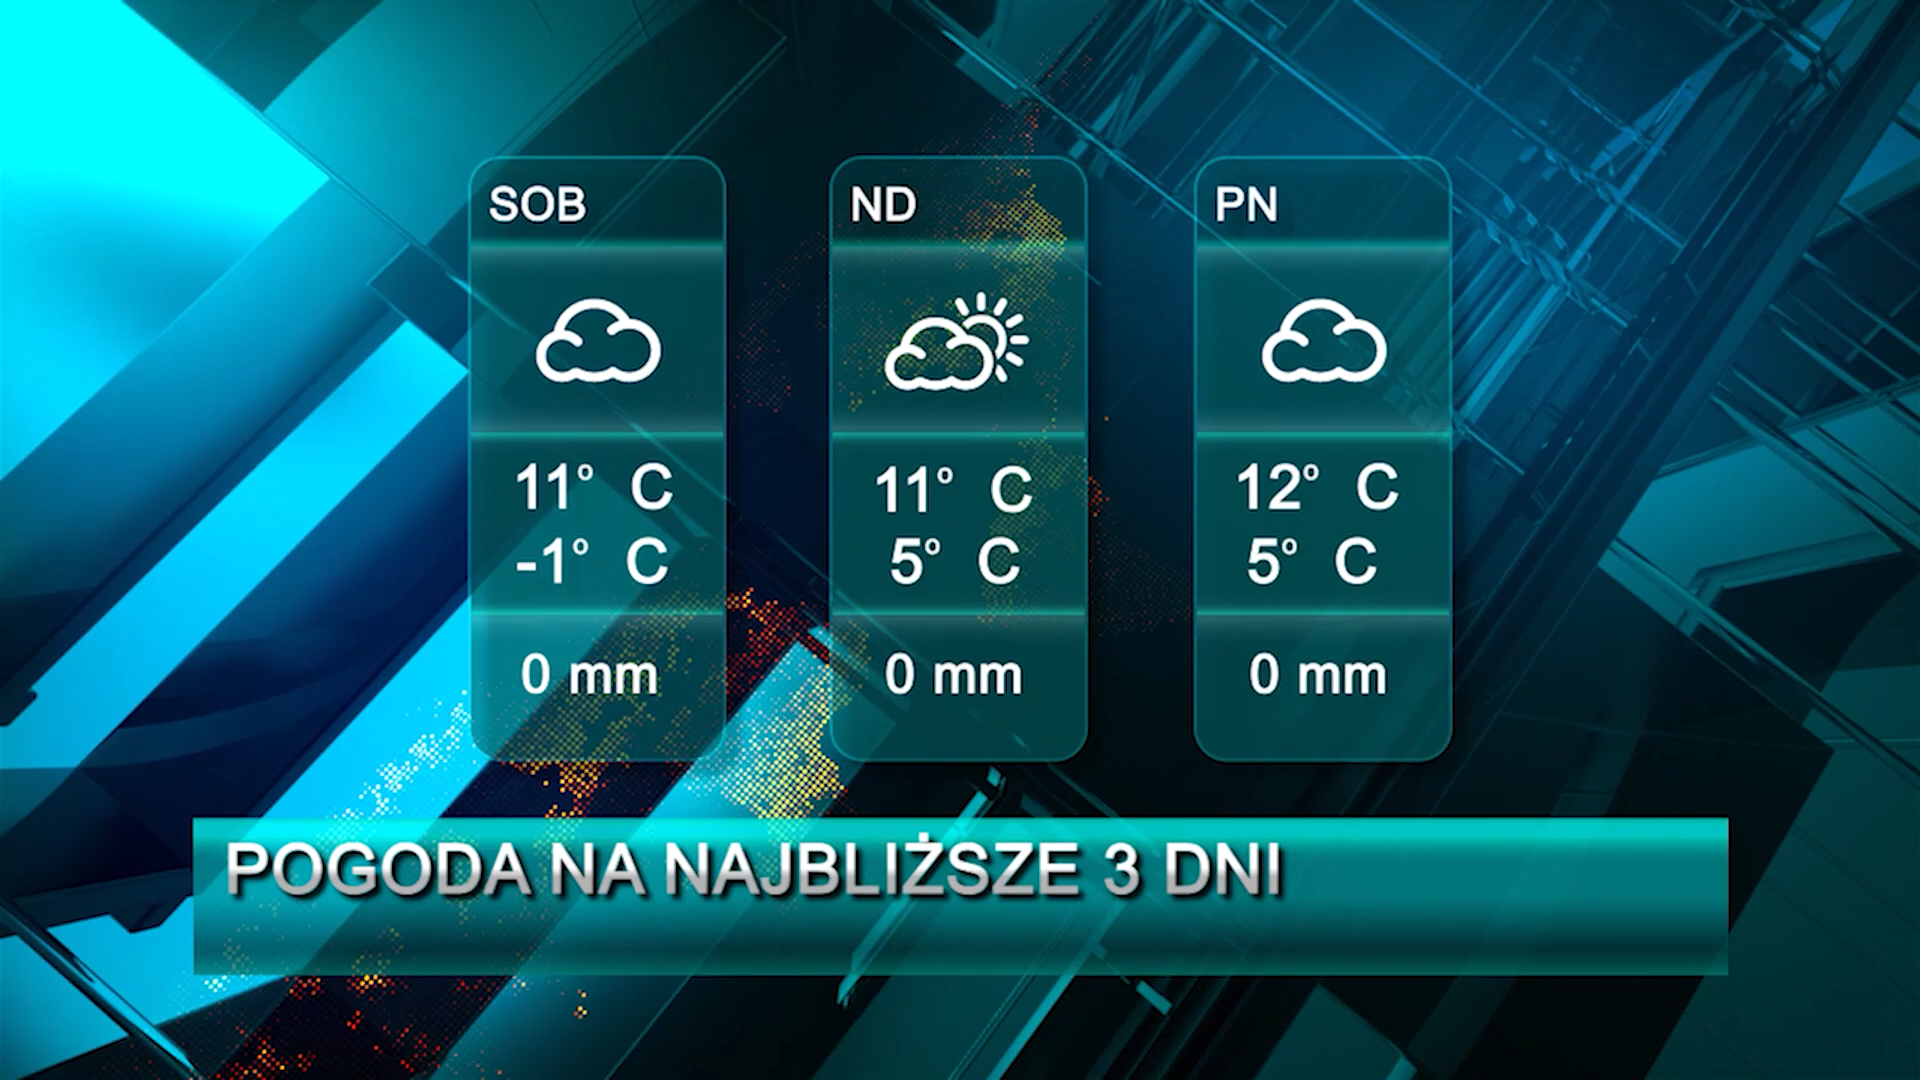 SOB
11° C
-1° C
0 mm
ND
11° C
5° C
0 mm
PN
12° C
5° C
0 mm
POGODA NA NAJBLIŻSZE 3 DNI